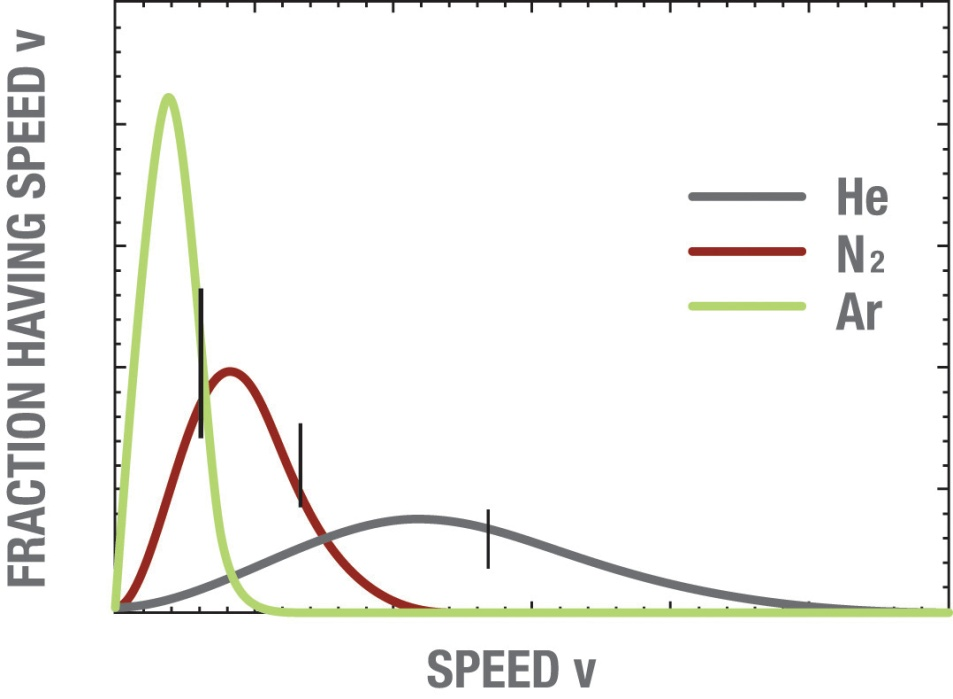 FRACTION HAVING SPEED v
He
N₂
Ar
SPEED v